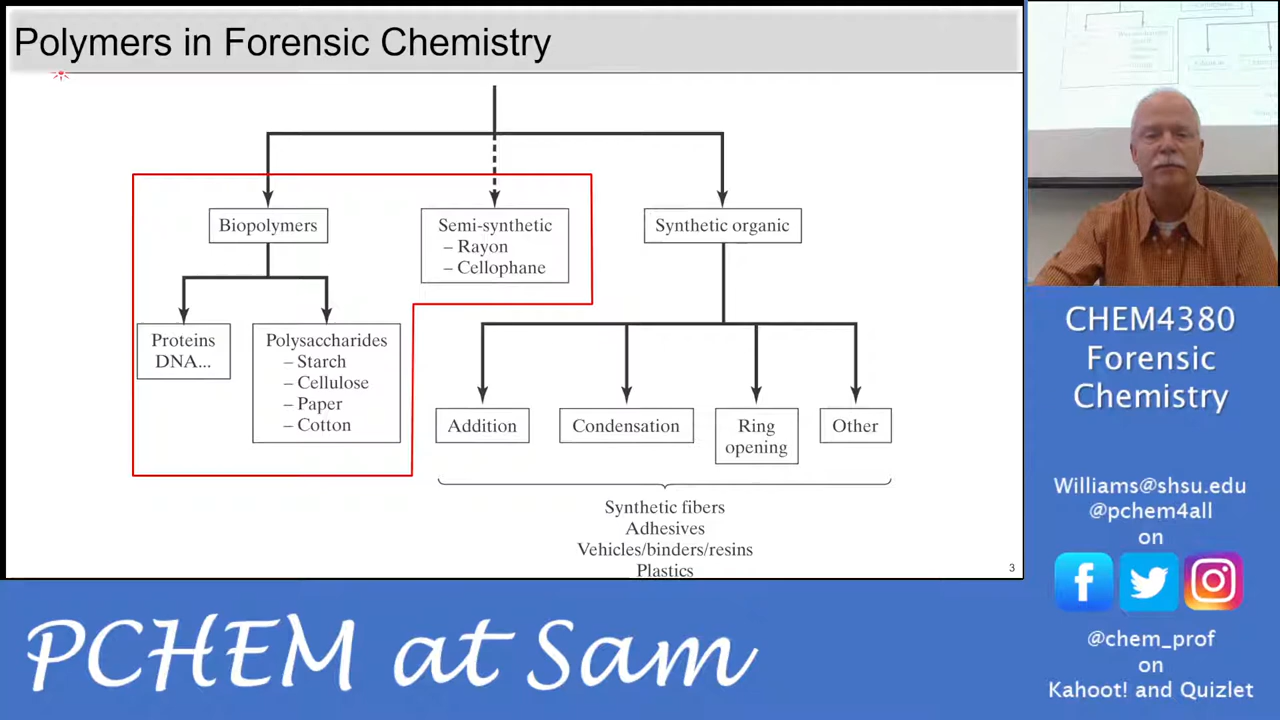 Polymers in Forensic Chemistry
Biopolymers
Semi-synthetic
– Rayon
– Cellophane
Synthetic organic
Proteins
DNA...
Polysaccharides
– Starch
– Cellulose
– Paper
– Cotton
Addition
Condensation
Ring
opening
Other
Synthetic fibers
Adhesives
Vehicles/binders/resins
Plastics
3
CHEM4380
Forensic
Chemistry
Williams@shsu.edu
@pchem4all
on
@chem_prof
on
Kahoot! and Quizlet
PCHEM at Sam